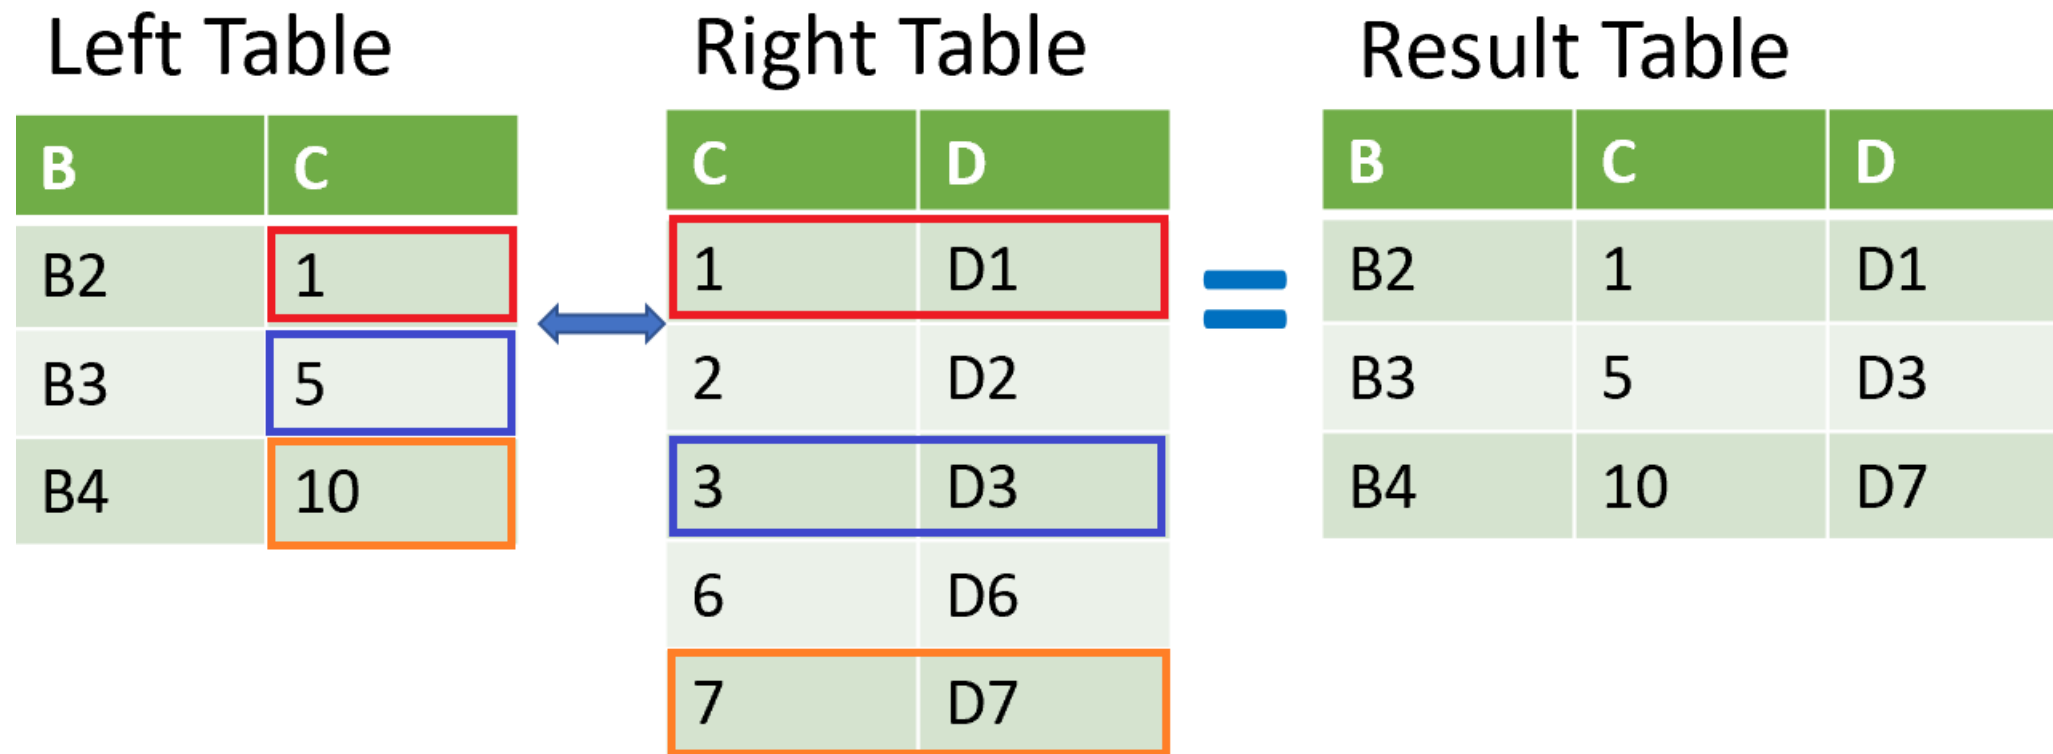 Left Table
B C
B2 1
B3 5
B4 10
Right Table
C D
1 D1
2 D2
3 D3
6 D6
7 D7
=
Result Table
B C D
B2 1 D1
B3 5 D3
B4 10 D7